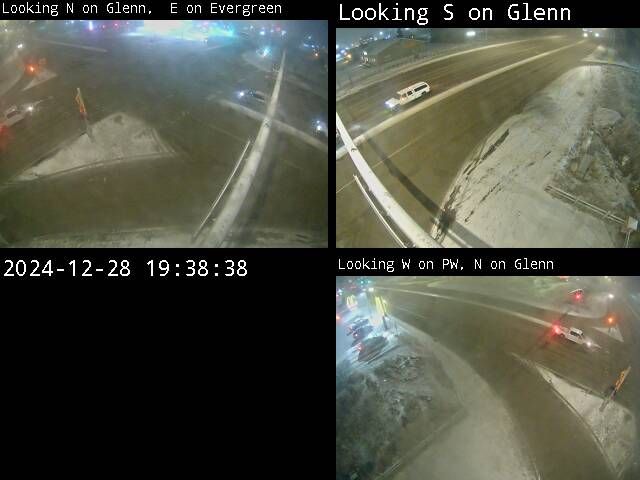 Looking N on Glenn,  E on Evergreen
Looking S on Glenn
2024-12-28 19:38:38
Looking W on PW, N on Glenn